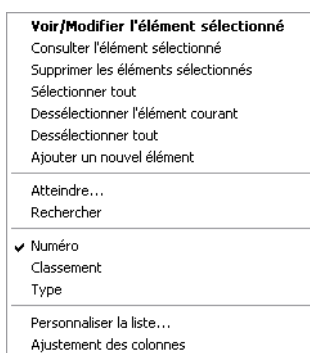 Voir/Modifier l'élément sélectionné
Consulter l'élément sélectionné
Supprimer les éléments sélectionnés
Sélectionner tout
Dessélectionner l'élément courant
Dessélectionner tout
Ajouter un nouvel élément
Atteindre...
Rechercher
Numéro
Classement
Type
Personnaliser la liste...
Ajustement des colonnes